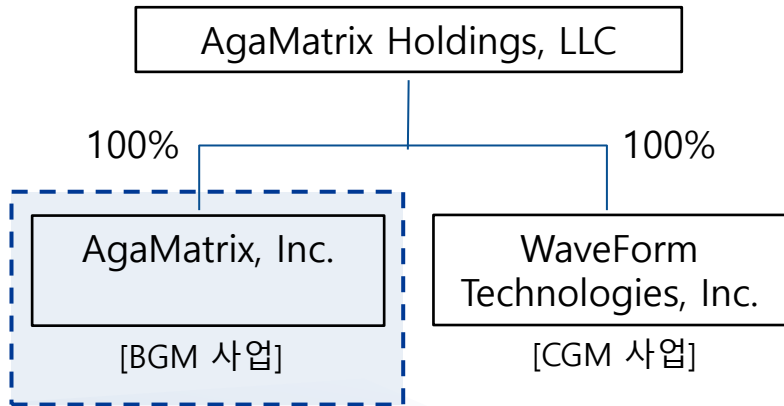 AgaMatrix Holdings, LLC
100%
100%
AgaMatrix, Inc.
WaveForm
Technologies, Inc.
[BGM 사업]
[CGM 사업]